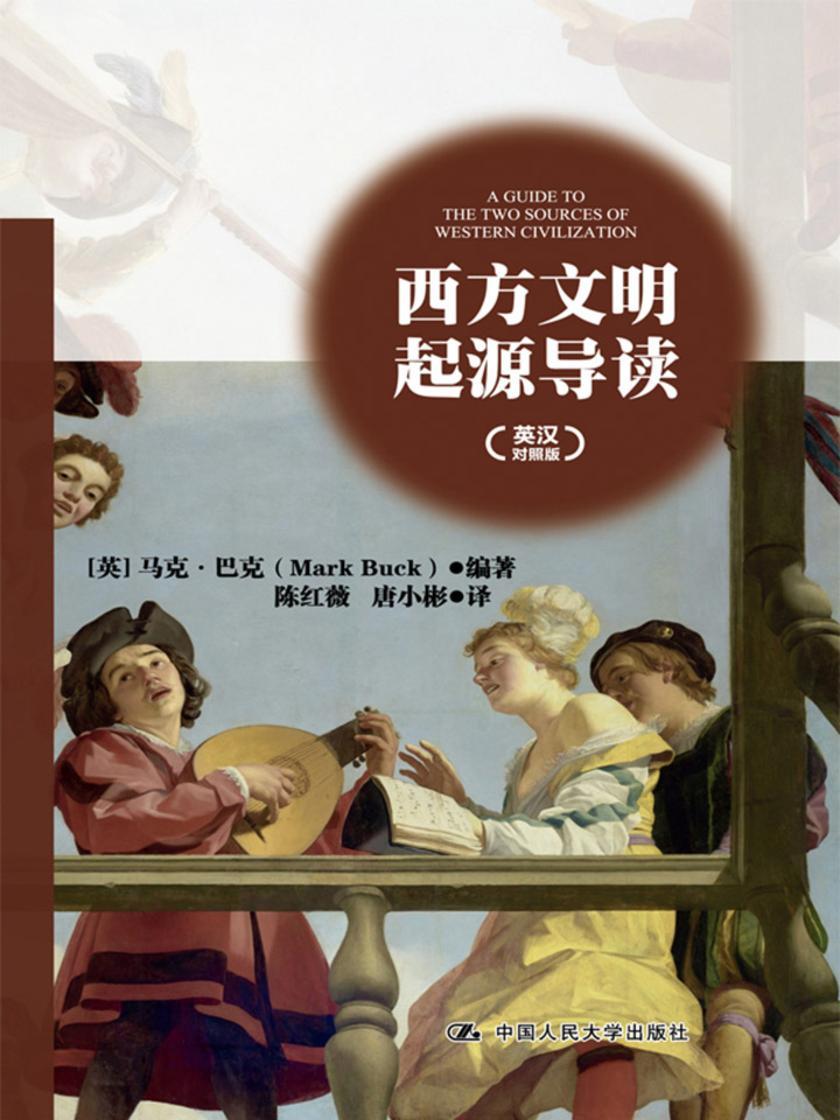 A GUIDE TO
THE TWO SOURCES OF
WESTERN CIVILIZATION
西方文明
起源导读
(英汉
对照版)
[英] 马克·巴克（Mark Buck）●编著
陈红薇 唐小彬●译
中国人民大学出版社